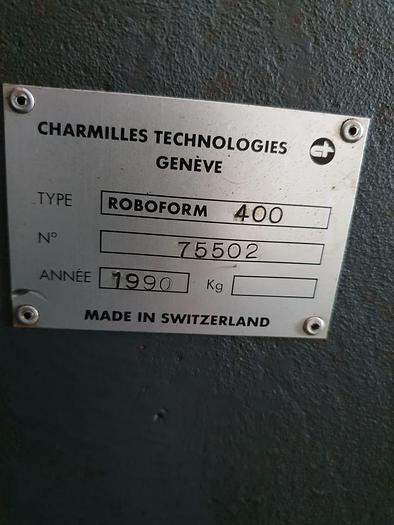 CHARMILLES TECHNOLOGIES
GENÈVE
TYPE ROBOFORM 400
N° 75502
ANNÉE 1990 Kg
MADE IN SWITZERLAND